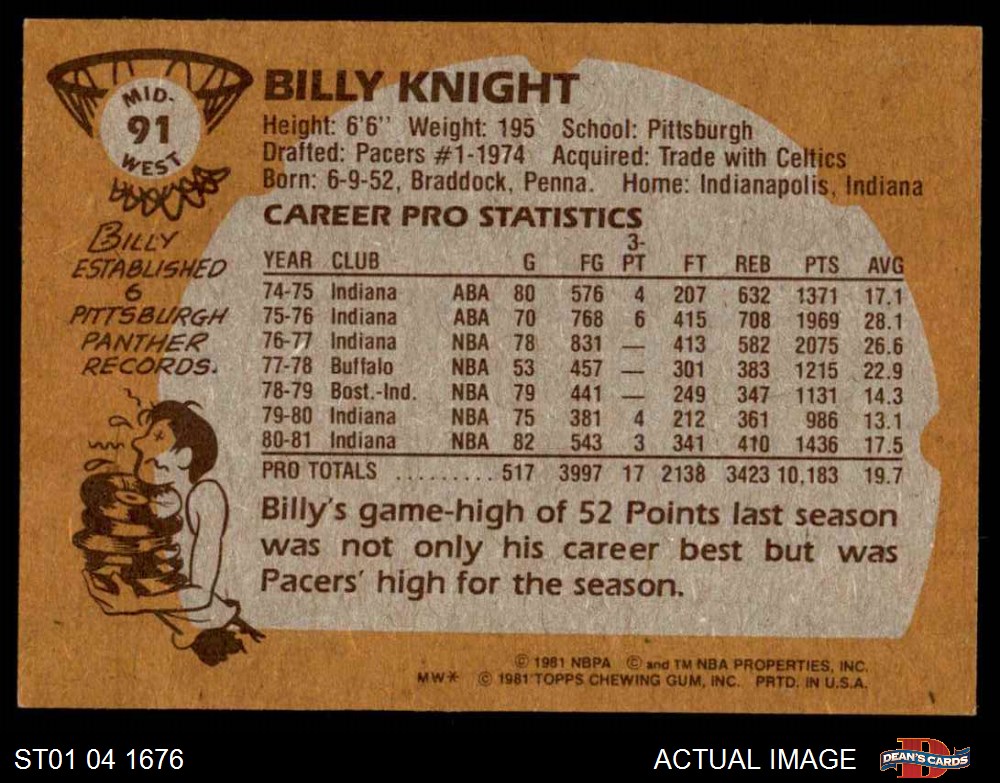 MID-
91
WEST
BILLY KNIGHT
Height: 6'6'' Weight: 195 School: Pittsburgh
Drafted: Pacers #1-1974 Acquired: Trade with Celtics
Born: 6-9-52, Braddock, Penna. Home: Indianapolis, Indiana
BILLY
ESTABLISHED
6
PITTSBURGH
PANTHER
RECORDS.
CAREER PRO STATISTICS
YEAR CLUB G FG 3-PT FT REB PTS AVG
74-75 Indiana ABA 80 576 4 207 632 1371 17.1
75-76 Indiana ABA 70 768 6 415 708 1969 28.1
76-77 Indiana NBA 78 831 — 413 582 2075 26.6
77-78 Buffalo NBA 53 457 — 301 383 1215 22.9
78-79 Bost.-Ind. NBA 79 441 — 249 347 1131 14.3
79-80 Indiana NBA 75 381 4 212 361 986 13.1
80-81 Indiana NBA 82 543 3 341 410 1436 17.5
PRO TOTALS ......... 517 3997 17 2138 3423 10,183 19.7
Billy's game-high of 52 Points last season
was not only his career best but was
Pacers' high for the season.
© 1981 NBPA © and TM NBA PROPERTIES, INC.
MW* © 1981 TOPPS CHEWING GUM, INC. PRTD. IN U.S.A.
ST01 04 1676
ACTUAL IMAGE
DEAN'S CARDS